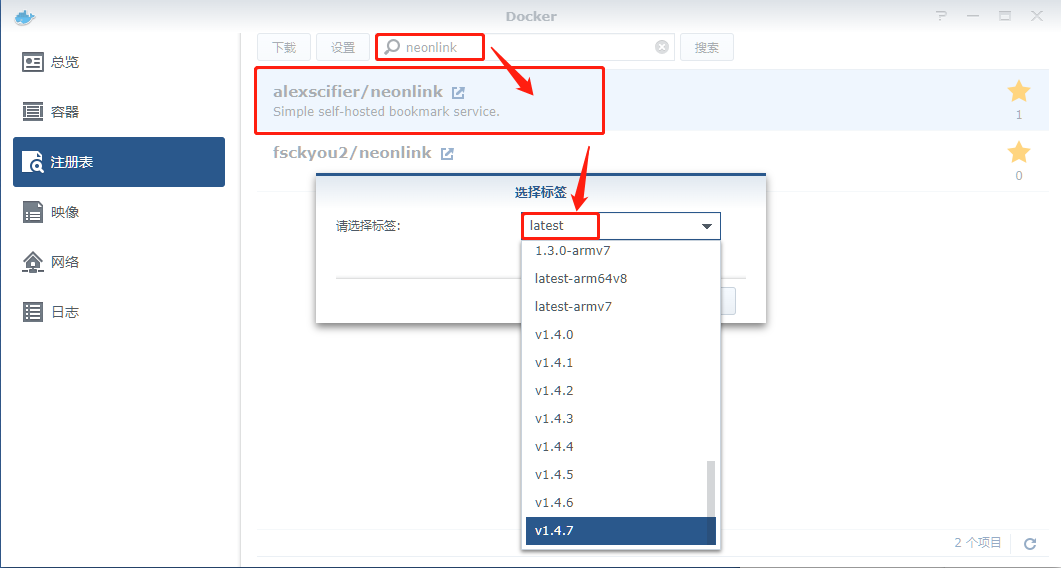 Docker
总览
容器
注册表
映像
网络
日志
下载 设置 neonlink 搜索
alexscifier/neonlink
Simple self-hosted bookmark service.
1
fsckyou2/neonlink
0
选择标签
请选择标签: latest
1.3.0-armv7
latest-arm64v8
latest-armv7
v1.4.0
v1.4.1
v1.4.2
v1.4.3
v1.4.4
v1.4.5
v1.4.6
v1.4.7
2 个项目